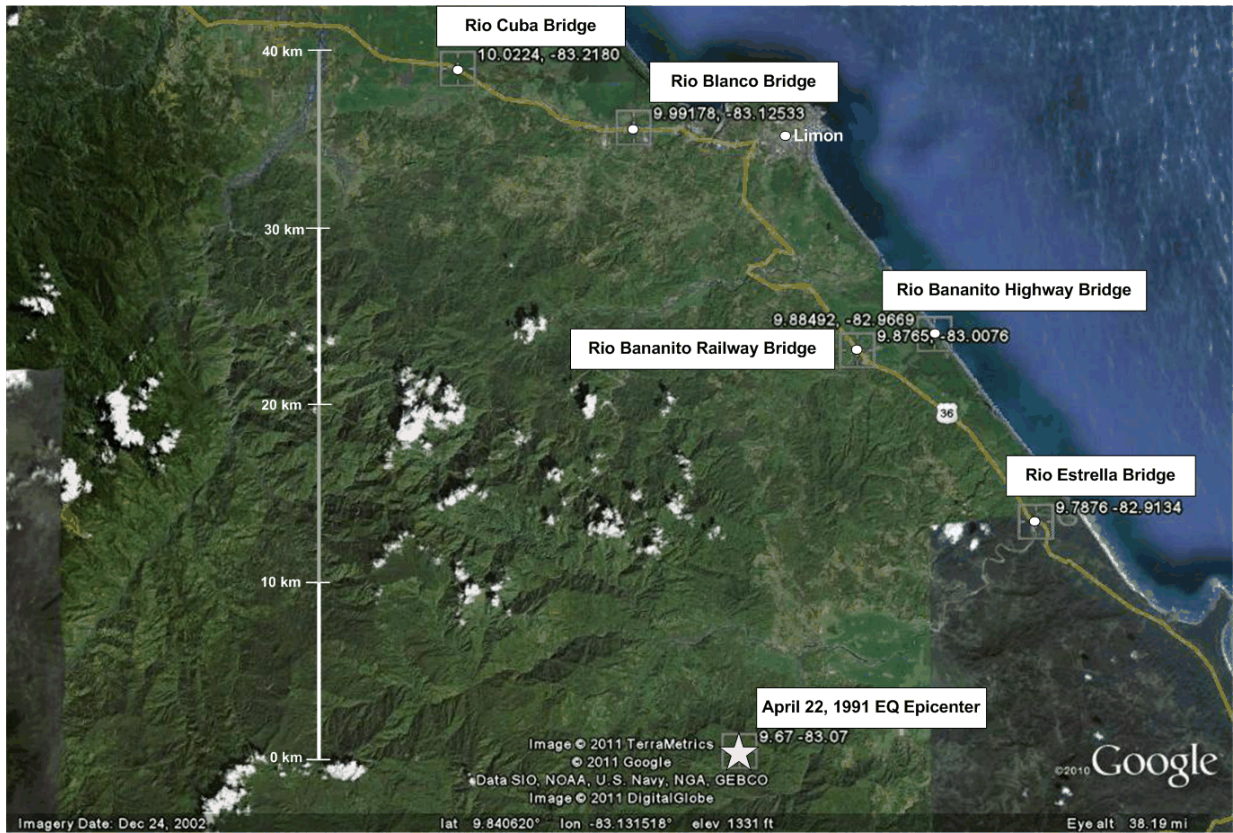 Rio Cuba Bridge
40 km
10.0224, -83.2180
Rio Blanco Bridge
9.99178, -83.12533
Limon
30 km
Rio Bananito Highway Bridge
9.88492, -82.9669
9.8765, -83.0076
Rio Bananito Railway Bridge
20 km
36
Rio Estrella Bridge
9.7876 -82.9134
10 km
April 22, 1991 EQ Epicenter
9.67 -83.07
0 km
Image © 2011 TerraMetrics
© 2011 Google
Data SIO, NOAA, U.S. Navy, NGA, GEBCO
Image © 2011 DigitalGlobe
©2010 Google
Imagery Date: Dec 24, 2002
lat 9.840620° lon -83.131518° elev 1331 ft
Eye alt 38.19 mi